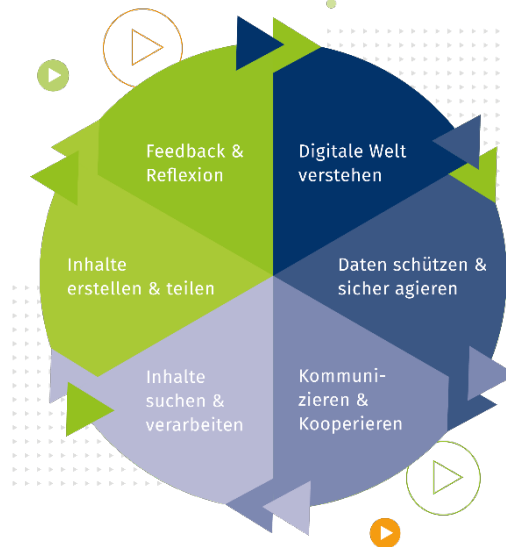 Feedback &
Reflexion
Digitale Welt
verstehen
Inhalte
erstellen & teilen
Daten schützen &
sicher agieren
Inhalte
suchen &
verarbeiten
Kommuni-
zieren &
Kooperieren